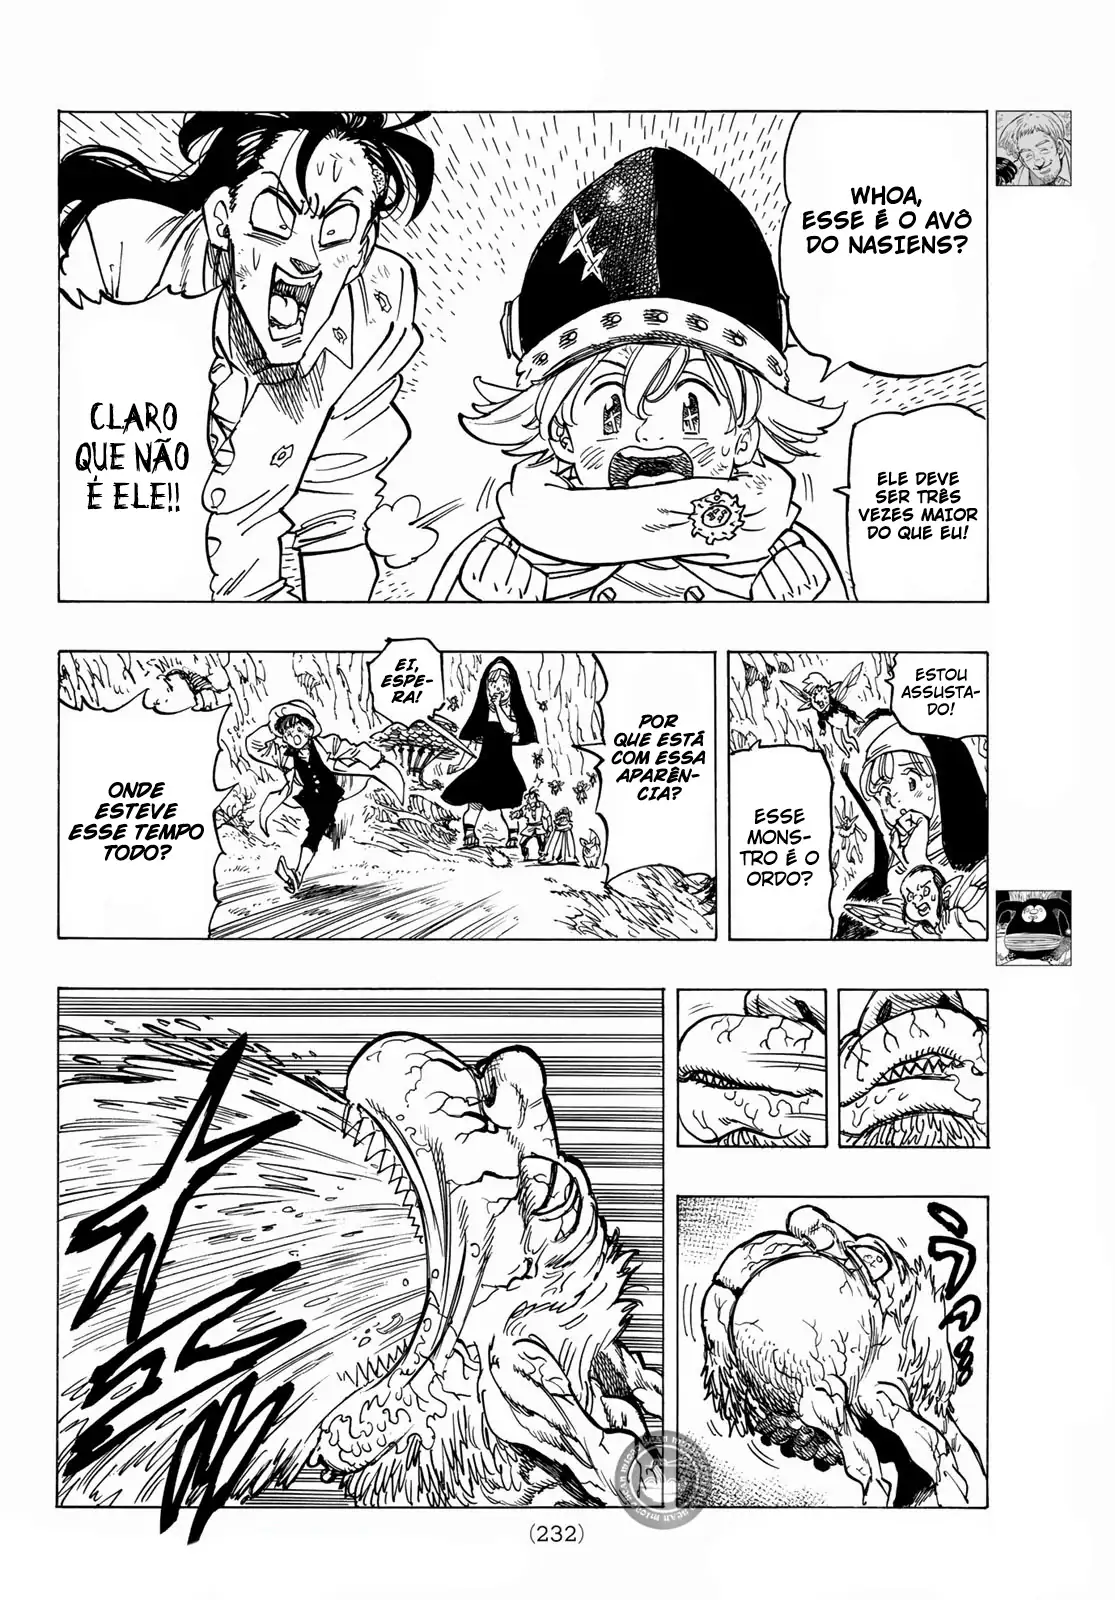 WHOA,
ESSE É O AVÔ
DO NASIENS?
ELE DEVE
SER TRÊS
VEZES MAIOR
DO QUE EU!
CLARO
QUE NÃO
É ELE!!
ESTOU
ASSUSTA-
DO!
ESSE
MONS-
TRO É O
ORDO?
POR
QUE ESTÁ
COM ESSA
APARÊN-
CIA?
EI,
ESPE-
RA!
ONDE
ESTEVE
ESSE TEMPO
TODO?
(232)